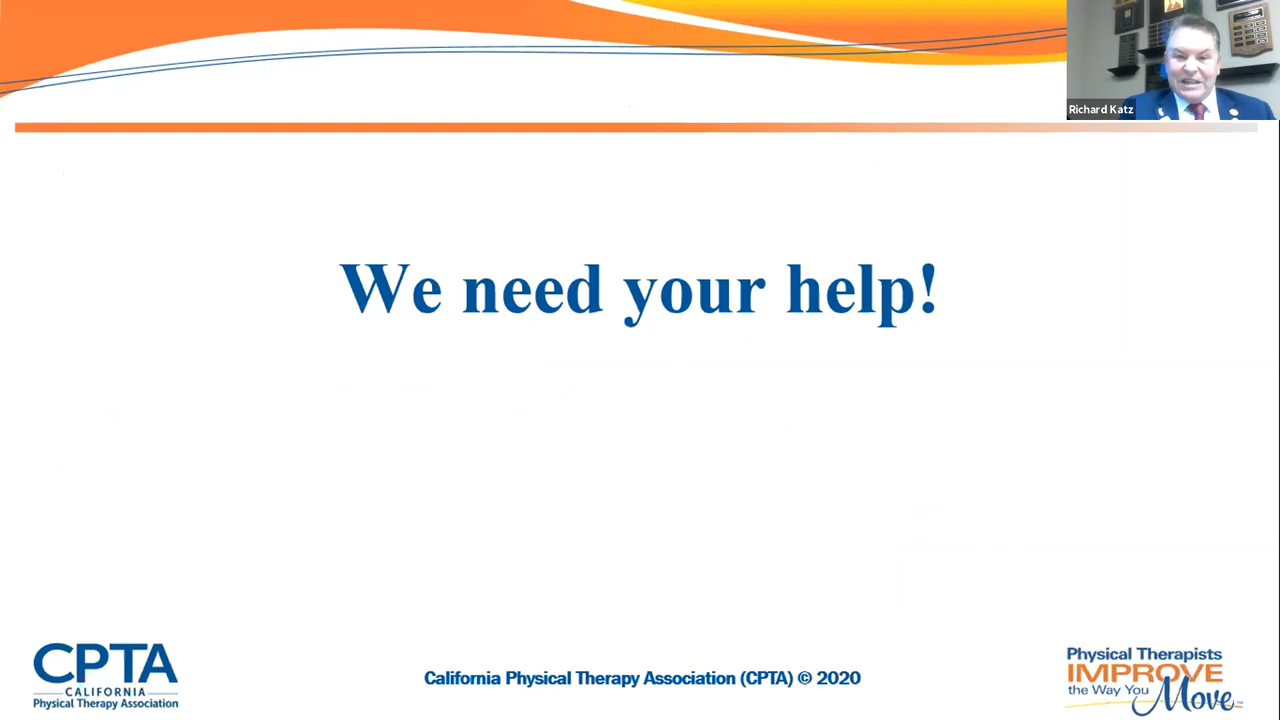 Richard Katz
We need your help!
CPTA
CALIFORNIA
Physical Therapy Association
California Physical Therapy Association (CPTA) © 2020
Physical Therapists
IMPROVE
the Way You
Move™